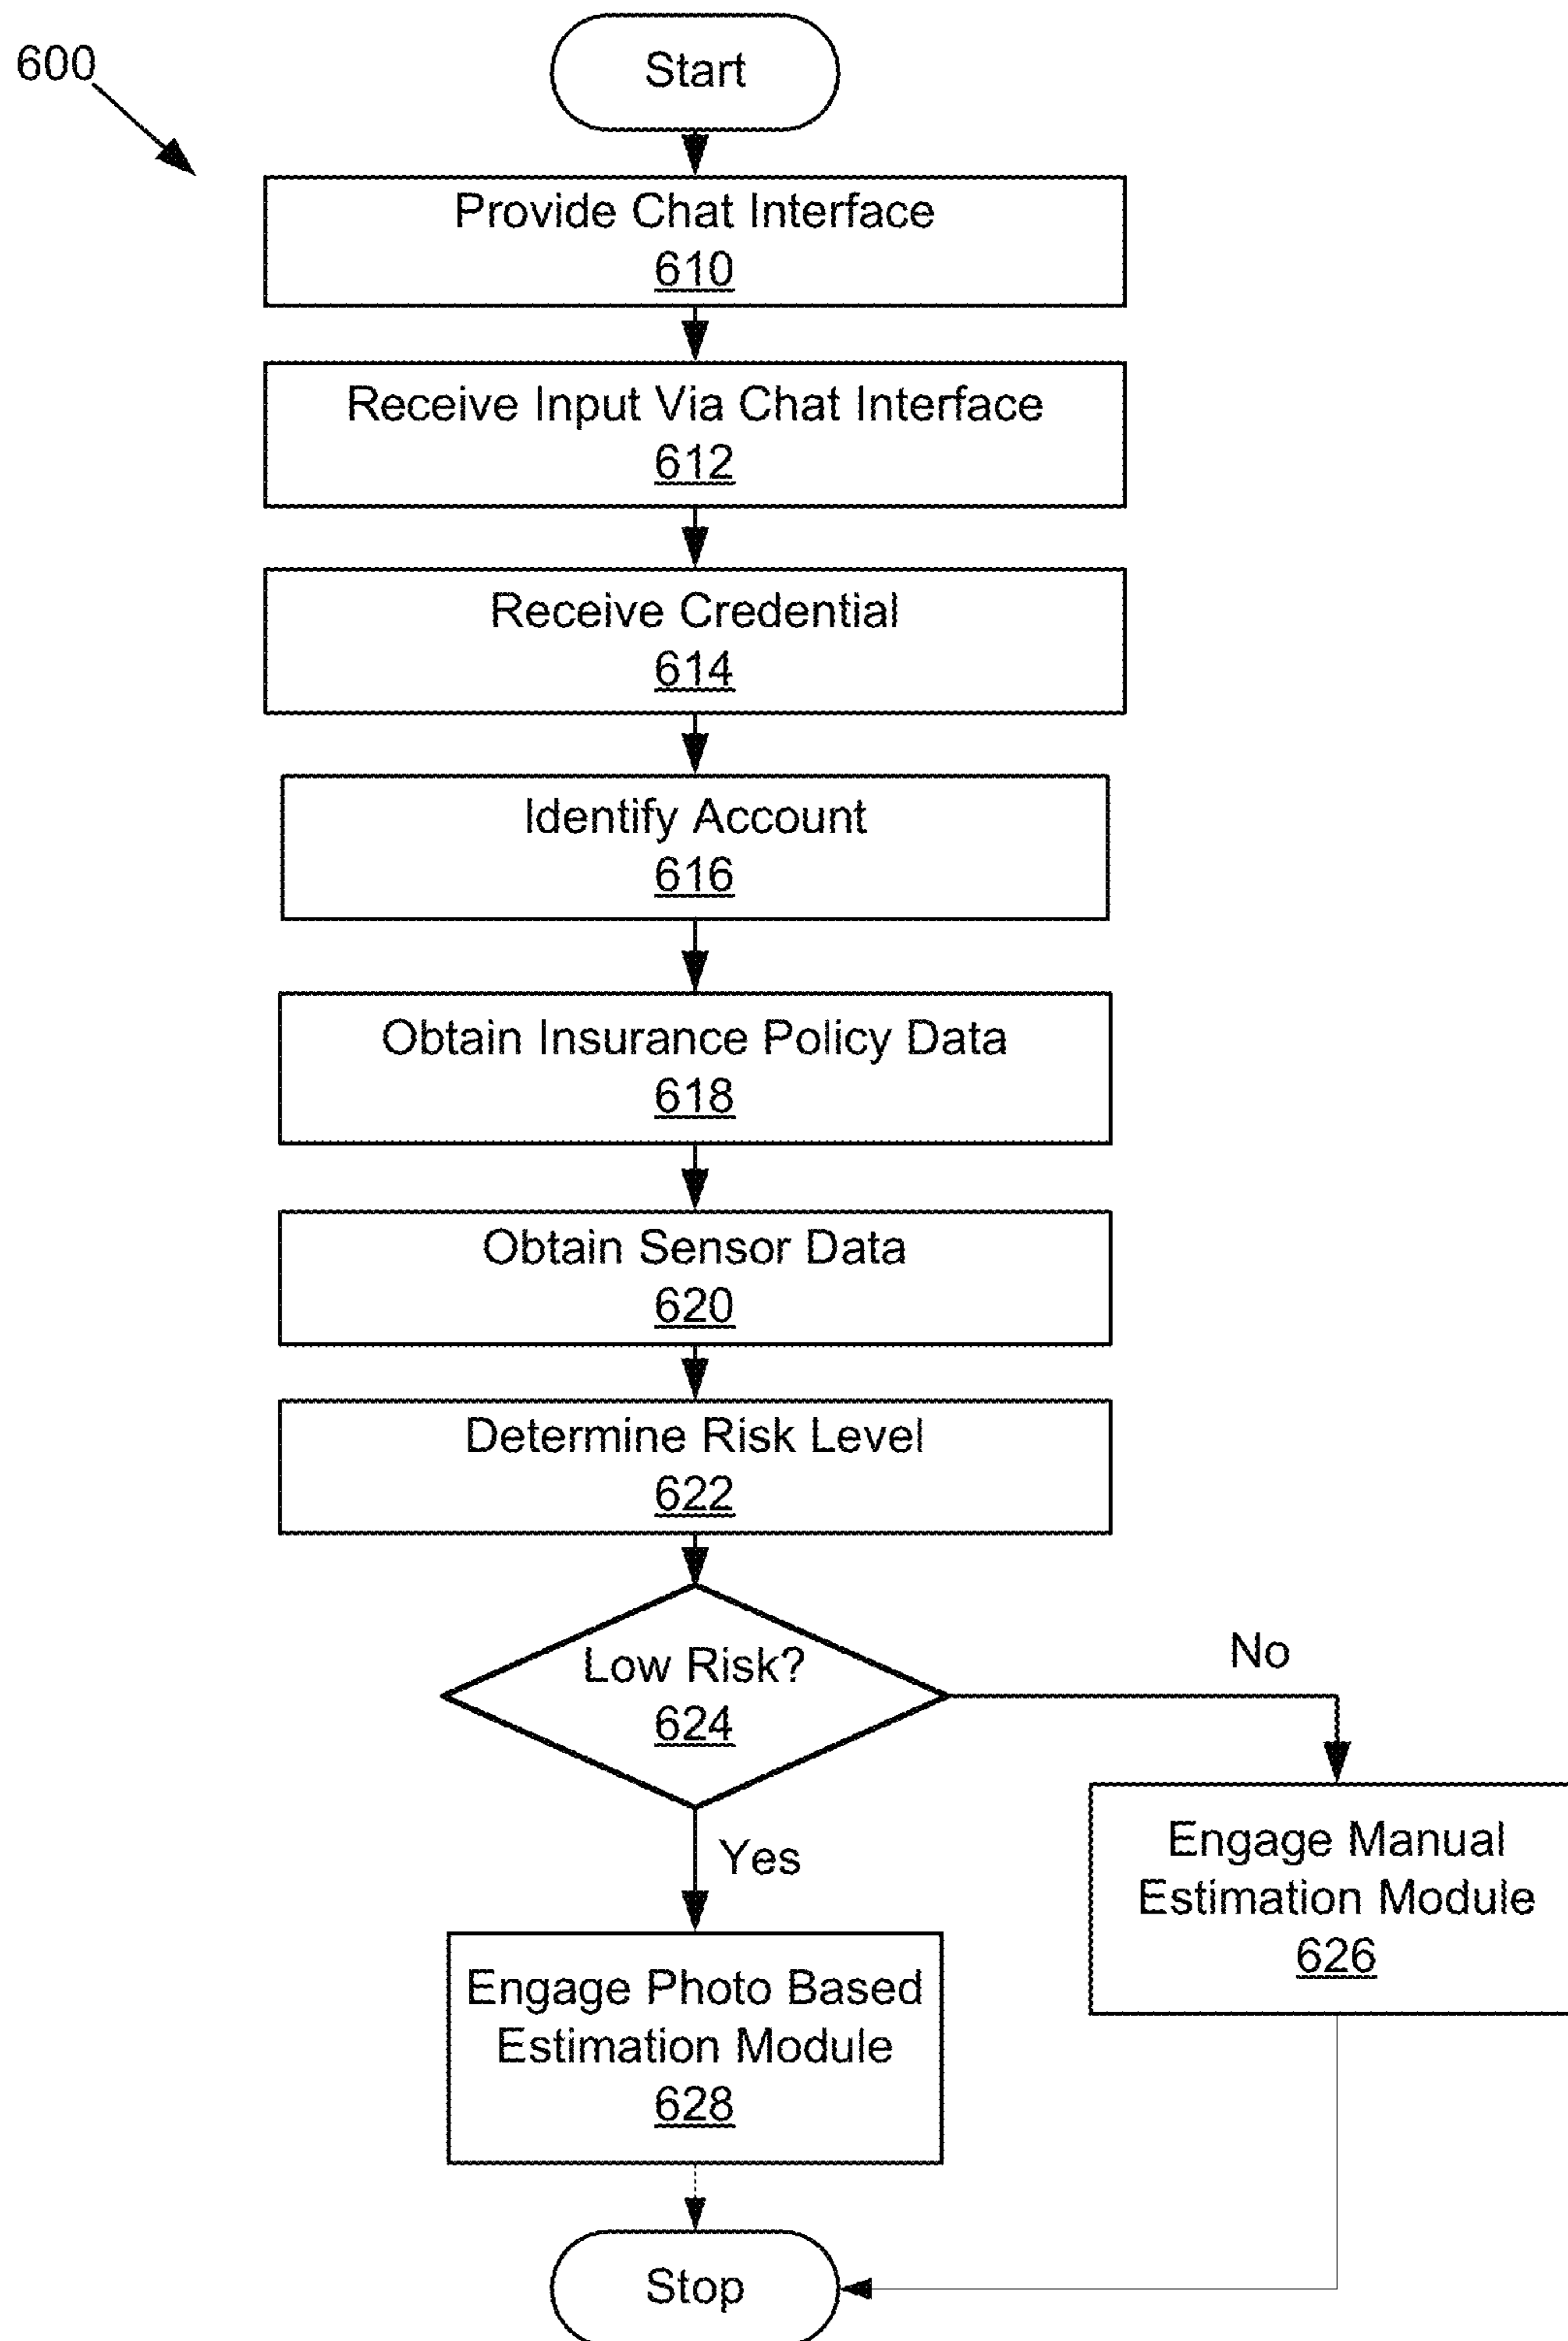 600
Start
Provide Chat Interface
610
Receive Input Via Chat Interface
612
Receive Credential
614
Identify Account
616
Obtain Insurance Policy Data
618
Obtain Sensor Data
620
Determine Risk Level
622
Low Risk?
624
No
Yes
Engage Manual
Estimation Module
626
Engage Photo Based
Estimation Module
628
Stop